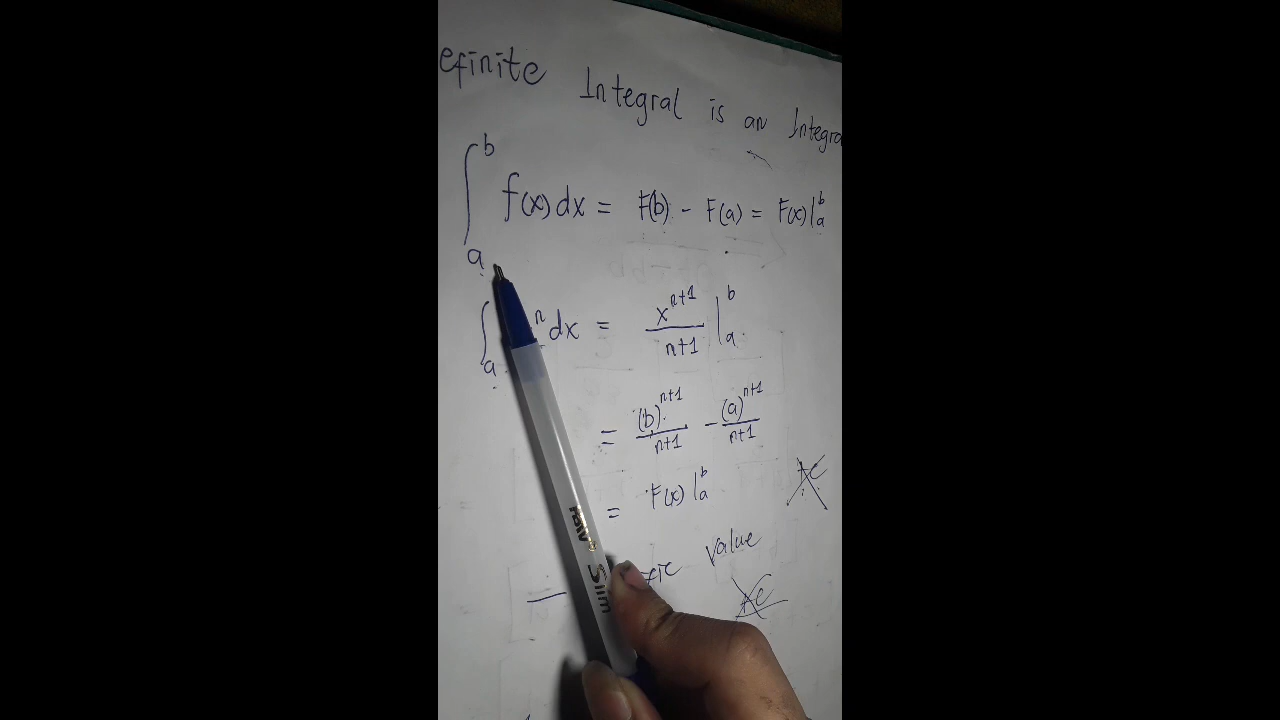 efinite Integral is an Integra
∫ₐᵇ f(x) dx = F(b) - F(a) = F(x)|ₐᵇ
∫ₐ ⁿ dx = xⁿ⁺¹/n+1 |ₐᵇ
= (b)ⁿ⁺¹/n+1 - (a)ⁿ⁺¹/n+1
= F(x)|ₐᵇ +C
value
+C
Slim